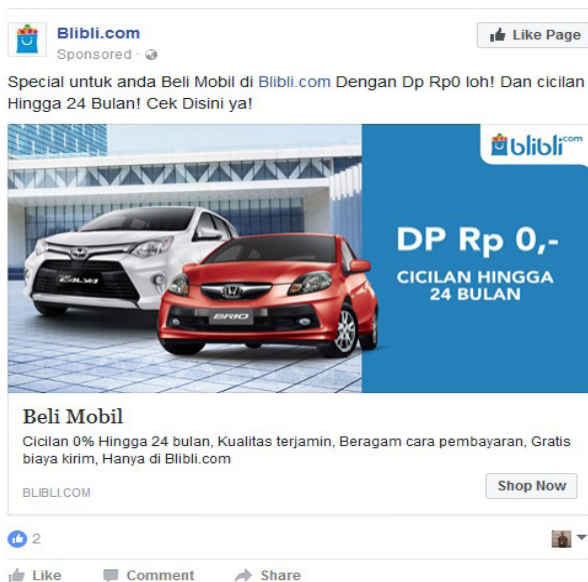 Blibli.com
Like Page
Sponsored ·
Special untuk anda Beli Mobil di Blibli.com Dengan Dp Rp0 loh! Dan cicilan
Hingga 24 Bulan! Cek Disini ya!
blibli.com
DP Rp 0,-
CICILAN HINGGA
24 BULAN
CALYA
BRIO
Beli Mobil
Cicilan 0% Hingga 24 bulan, Kualitas terjamin, Beragam cara pembayaran, Gratis
biaya kirim, Hanya di Blibli.com
BLIBLI.COM
Shop Now
2
Like
Comment
Share